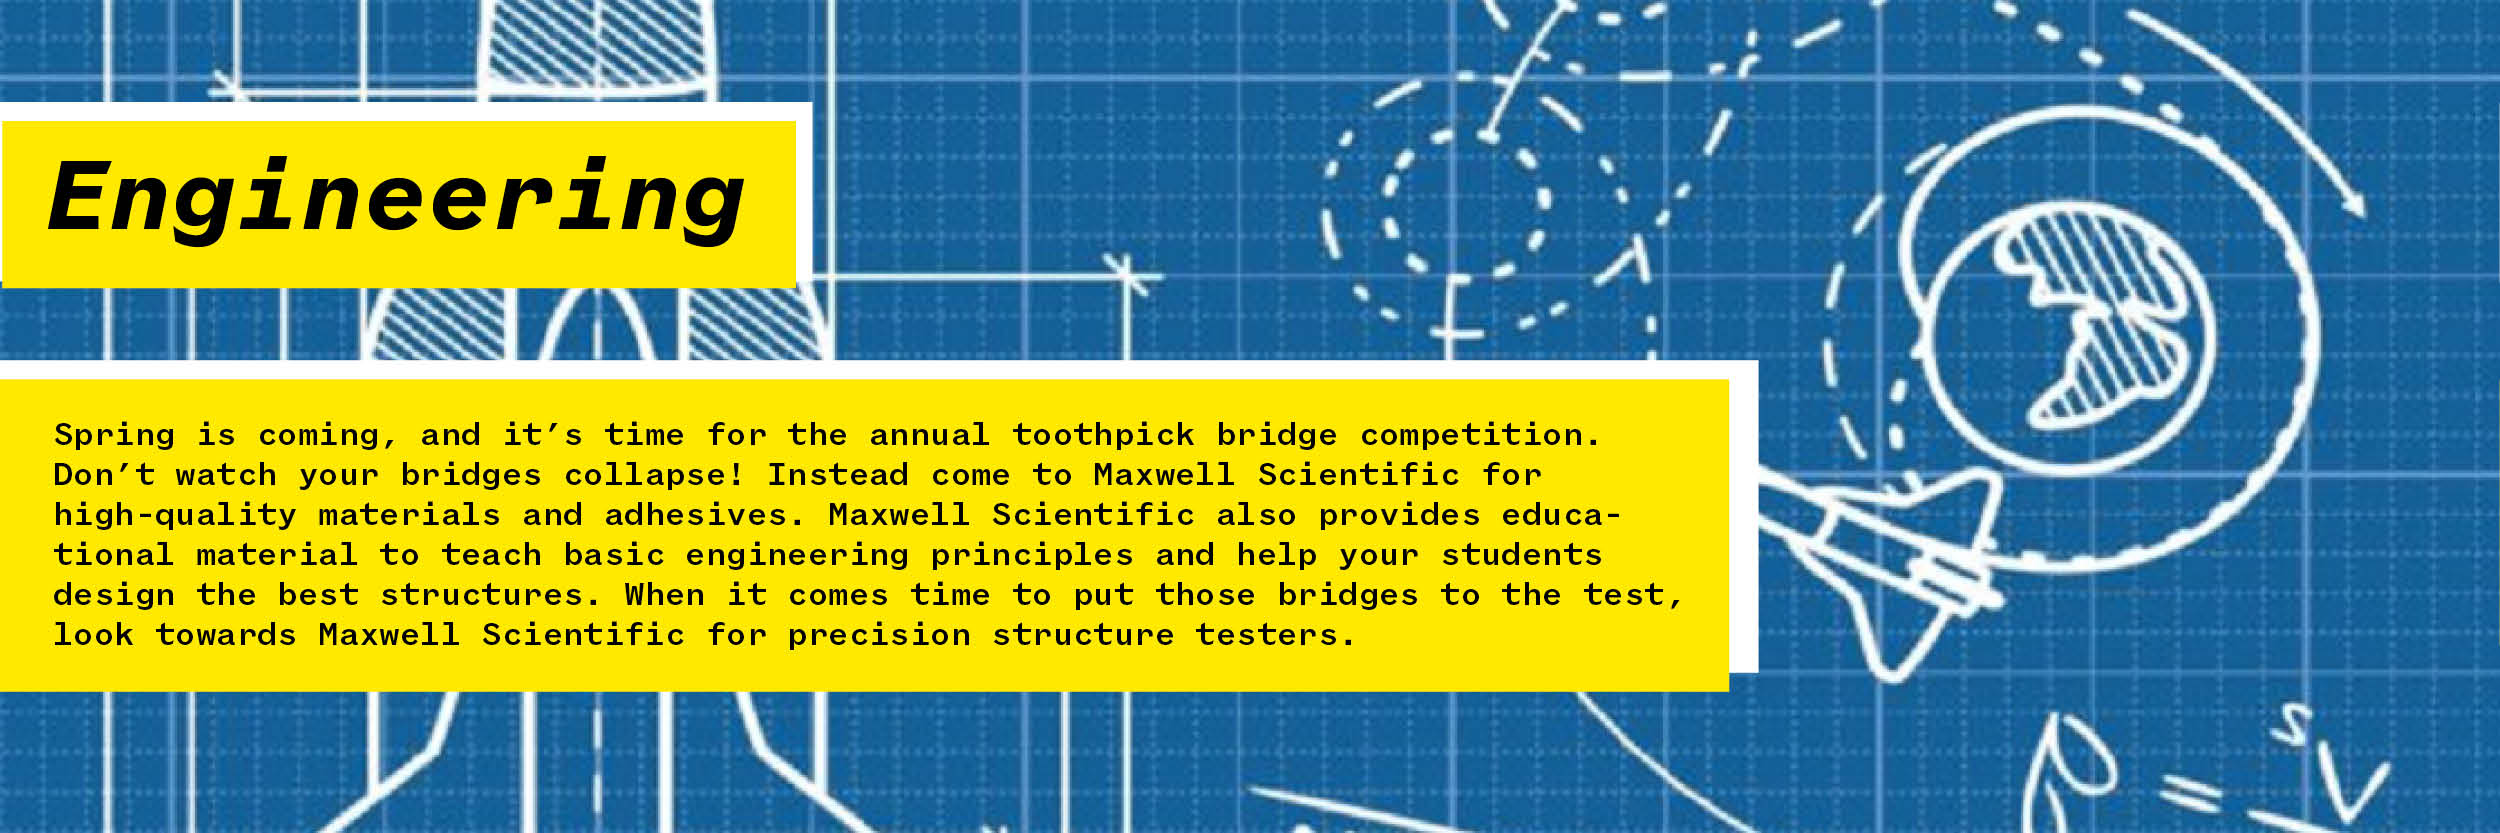 Engineering
Spring is coming, and it's time for the annual toothpick bridge competition.
Don't watch your bridges collapse! Instead come to Maxwell Scientific for
high-quality materials and adhesives. Maxwell Scientific also provides educa-
tional material to teach basic engineering principles and help your students
design the best structures. When it comes time to put those bridges to the test,
look towards Maxwell Scientific for precision structure testers.